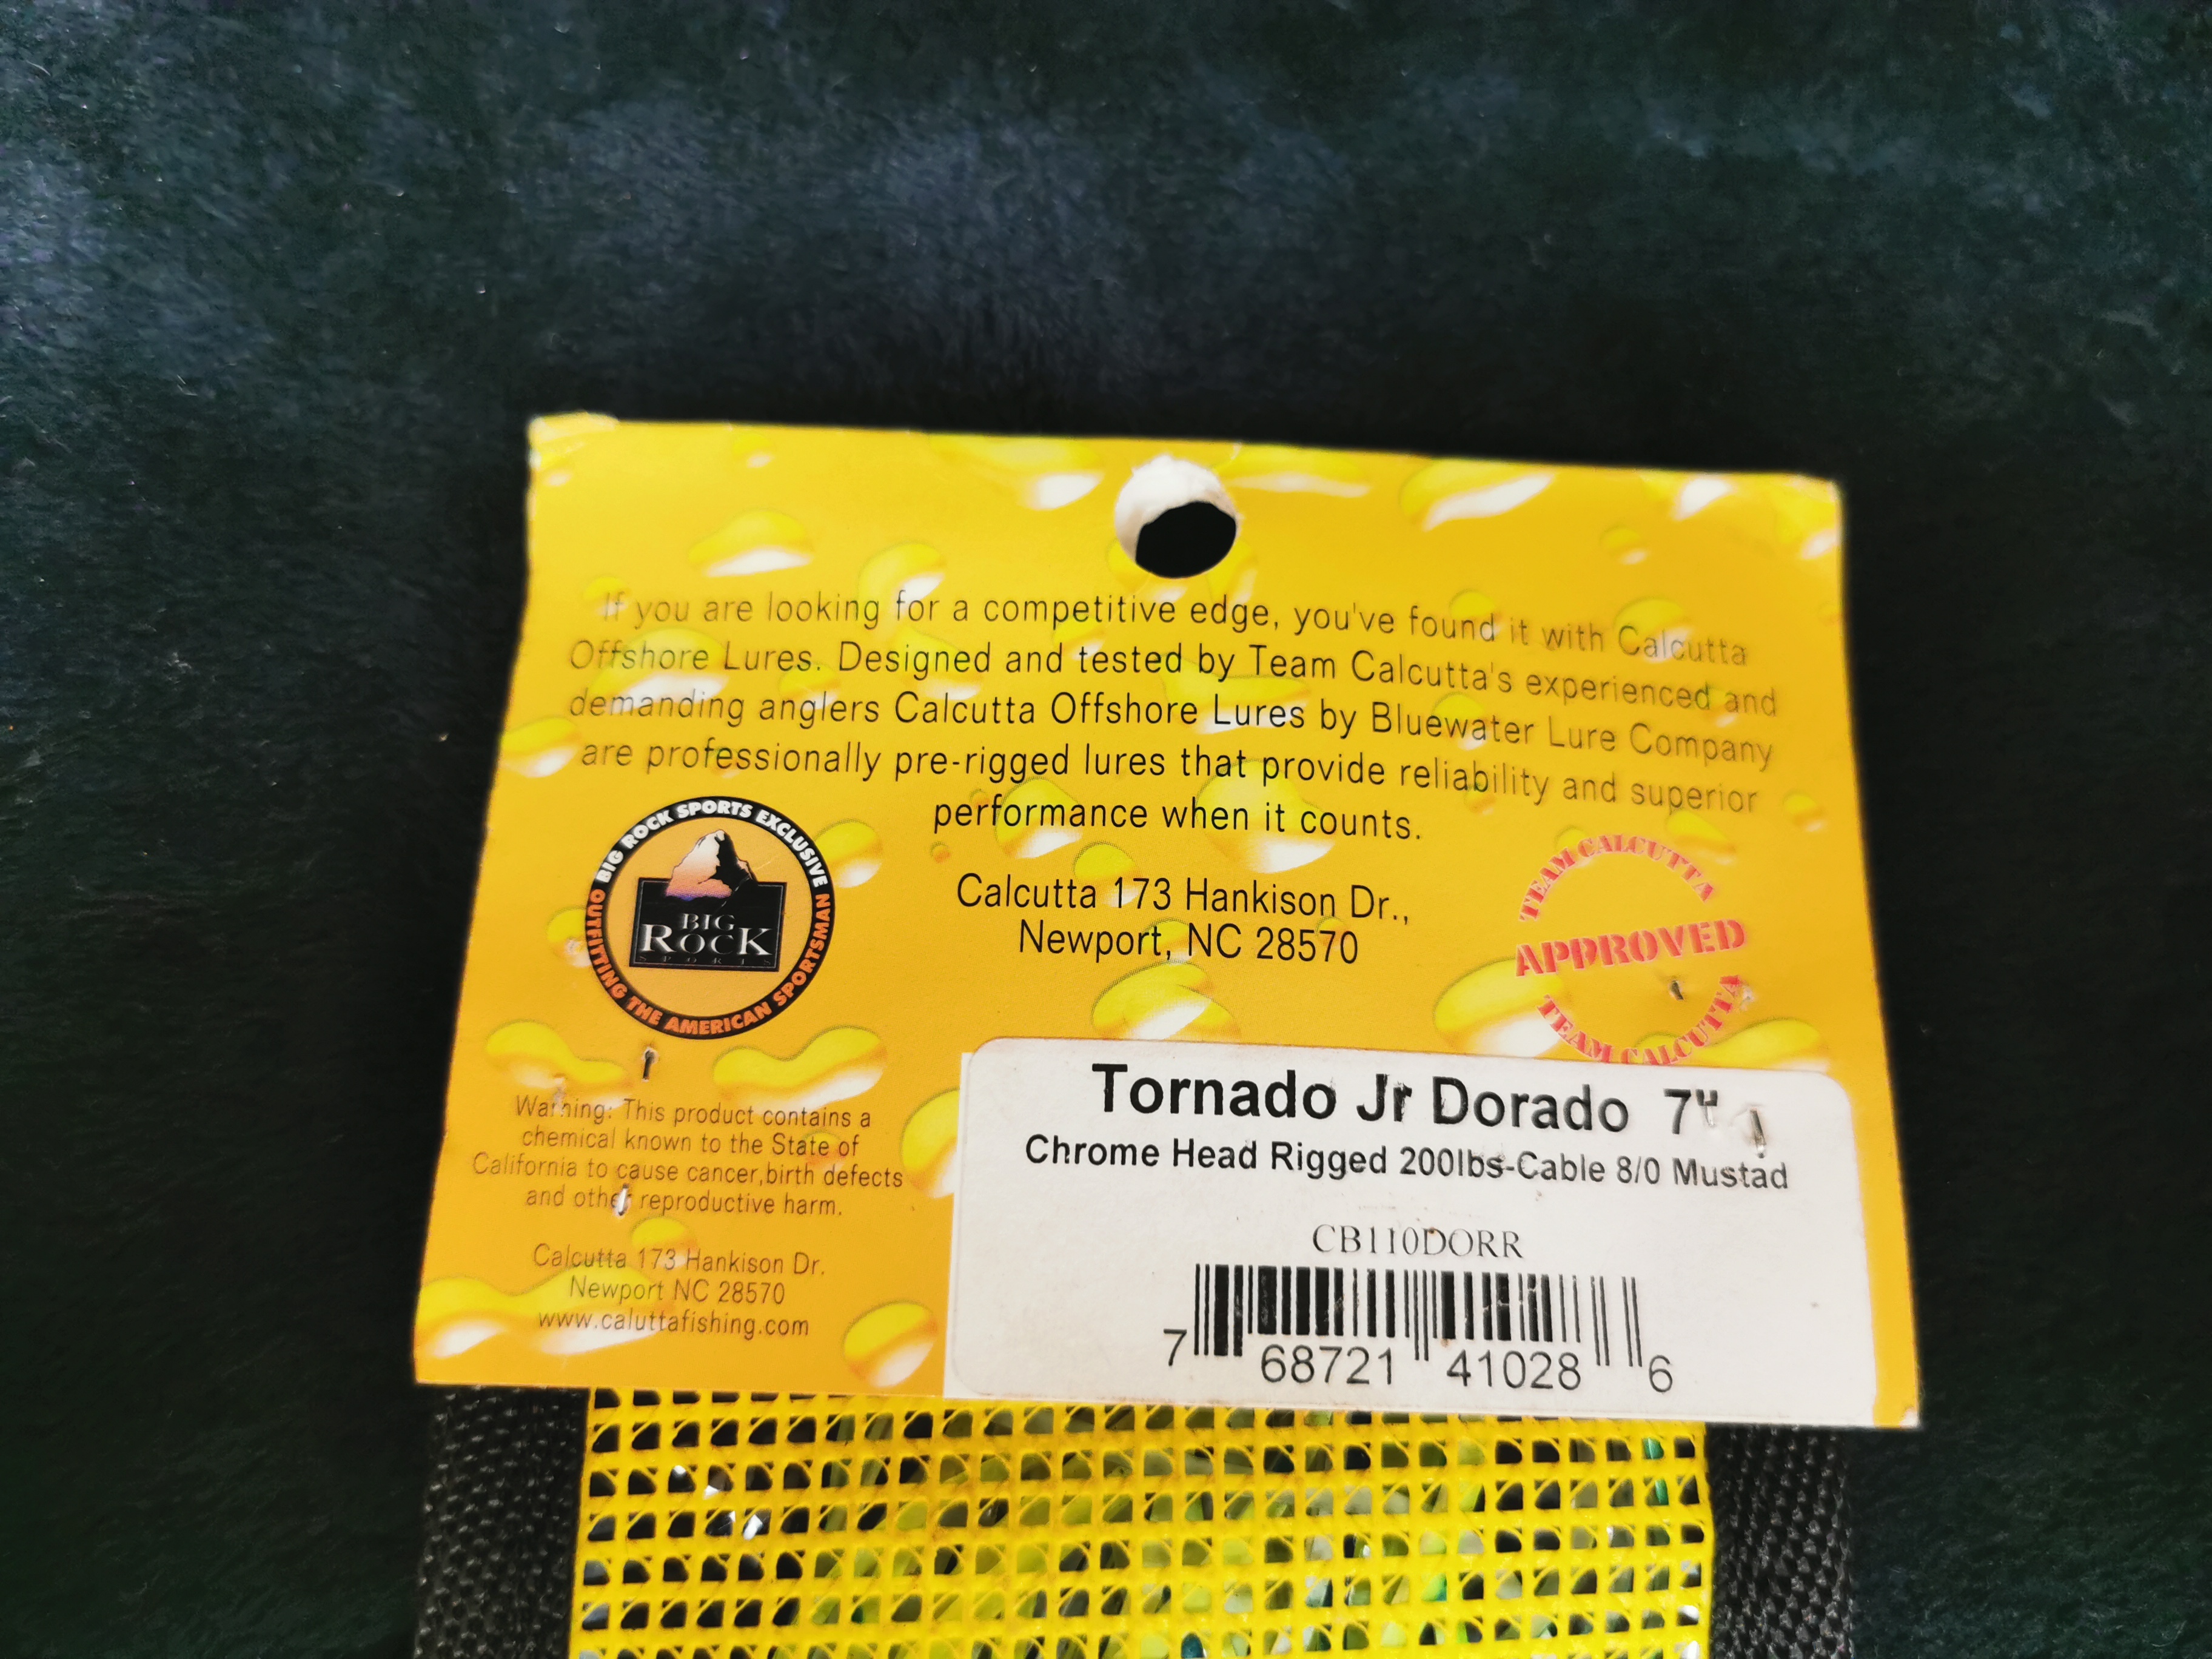 If you are looking for a competitive edge, you've found it with Calcutta
Offshore Lures. Designed and tested by Team Calcutta's experienced and
demanding anglers Calcutta Offshore Lures by Bluewater Lure Company
are professionally pre-rigged lures that provide reliability and superior
performance when it counts.
BIG ROCK SPORTS EXCLUSIVE
BIG
ROCK
SPORTS
OUTFITTING THE AMERICAN SPORTSMAN
Calcutta 173 Hankison Dr.,
Newport, NC 28570
TEAM CALCUTTA
APPROVED
TEAM CALCUTTA
Warning: This product contains a
chemical known to the State of
California to cause cancer,birth defects
and other reproductive harm.
Calcutta 173 Hankison Dr.
Newport NC 28570
www.caluttafishing.com
Tornado Jr Dorado 7"
Chrome Head Rigged 200lbs-Cable 8/0 Mustad
CB110DORR
7 68721 41028 6